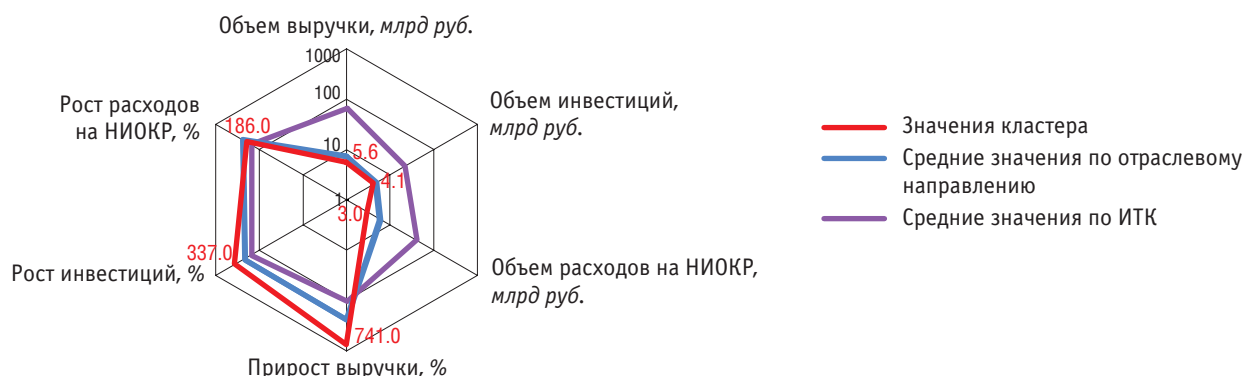 Объем выручки, млрд руб.
1000
100
10
1
Объем инвестиций,
млрд руб.
Рост расходов
на НИОКР, %
186.0
5.6
4.1
3.0
337.0
741.0
Рост инвестиций, %
Объем расходов на НИОКР,
млрд руб.
Прирост выручки, %
Значения кластера
Средние значения по отраслевому
направлению
Средние значения по ИТК